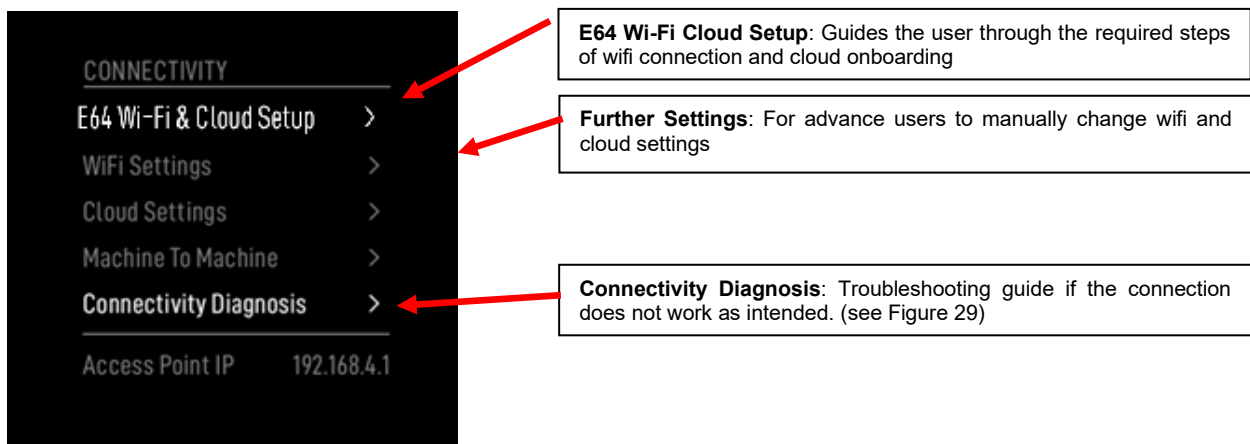 CONNECTIVITY
E64 Wi-Fi & Cloud Setup >
WiFi Settings >
Cloud Settings >
Machine To Machine >
Connectivity Diagnosis >
Access Point IP 192.168.4.1
E64 Wi-Fi Cloud Setup: Guides the user through the required steps
of wifi connection and cloud onboarding
Further Settings: For advance users to manually change wifi and
cloud settings
Connectivity Diagnosis: Troubleshooting guide if the connection
does not work as intended. (see Figure 29)